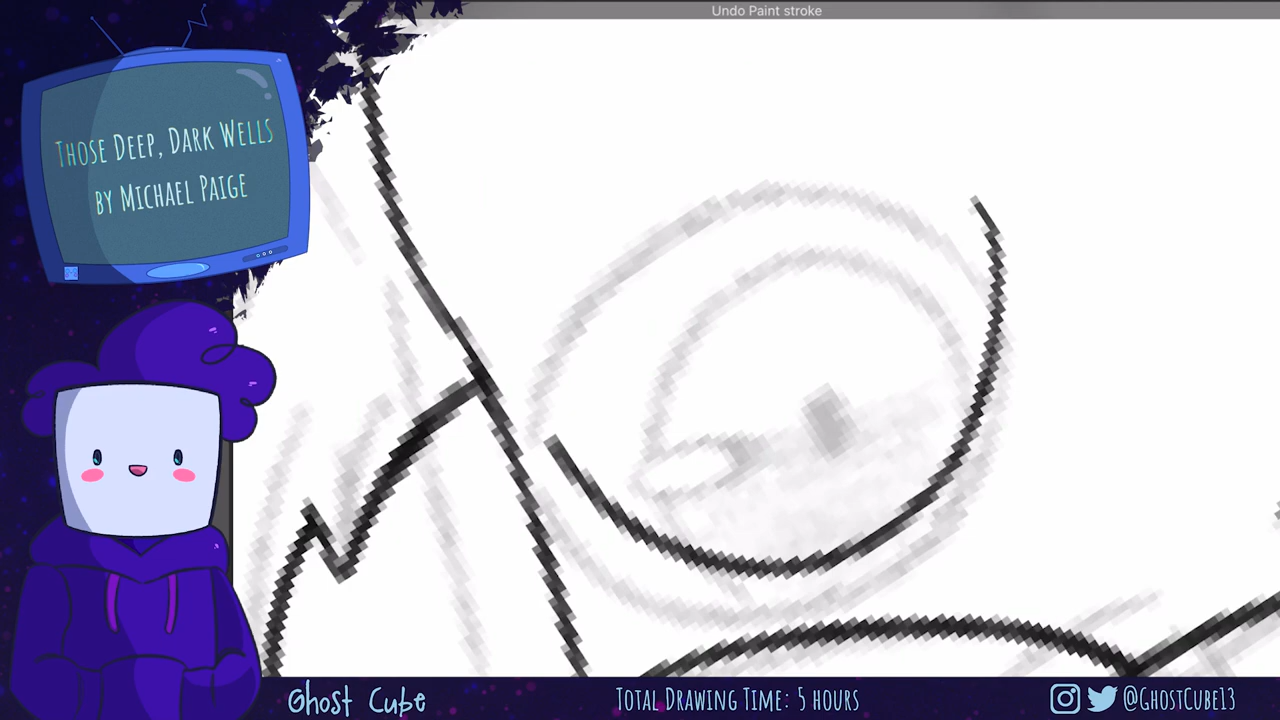 Undo Paint stroke
Those Deep, Dark Wells
by Michael Paige
Ghost Cube
Total Drawing Time: 5 hours
@GhostCube13